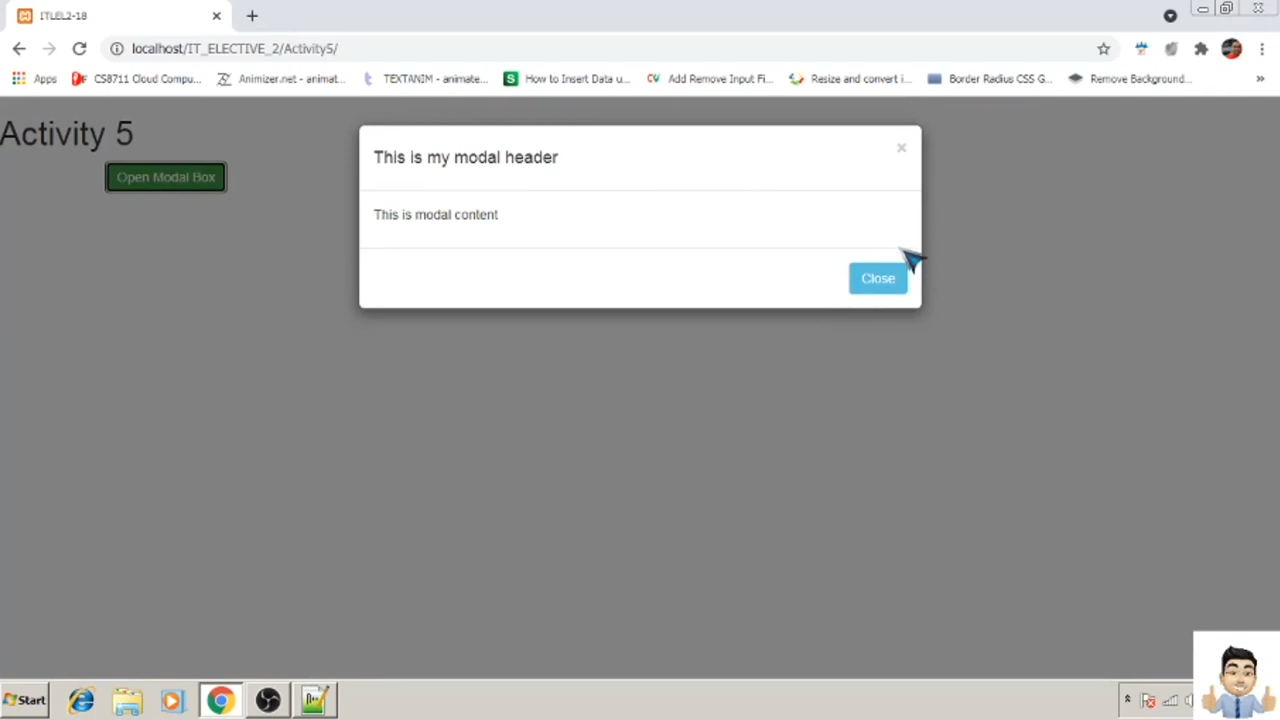 ITLEL2-18
localhost/IT_ELECTIVE_2/Activity5/
Apps CS8711 Cloud Compu... Animizer.net - animat... TEXTANIM - animate... S How to Insert Data u... CV Add Remove Input Fi... Resize and convert i... Border Radius CSS G... Remove Background... »
Activity 5
Open Modal Box
This is my modal header ×
This is modal content
Close
Start